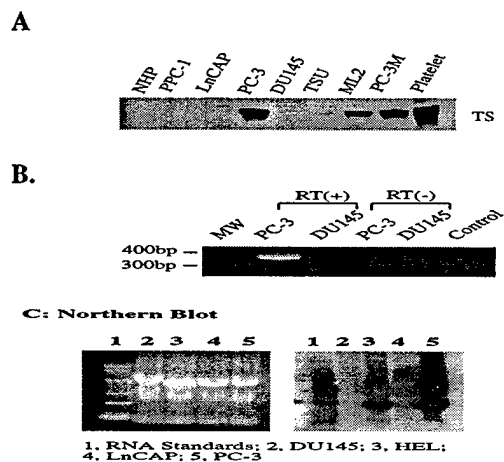 A
NHP PPC-1 LnCAP PC-3 DU145 TSU ML2 PC-3M Platelet
TS
B.
RT(+) RT(-)
MW PC-3 DU145 PC-3 DU145 Control
400bp
300bp
C: Northern Blot
1 2 3 4 5 1 2 3 4 5
1, RNA Standards; 2, DU145; 3, HEL;
4, LnCAP; 5, PC-3